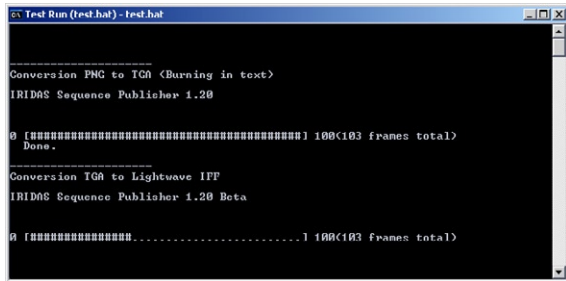 Test Run (test.bat) - test.bat
____________________
Conversion PNG to TGA (Burning in text)
IRIDAS Sequence Publisher 1.20
0 [########################################] 100(103 frames total)
Done.
____________________
Conversion TGA to Lightwave IFF
IRIDAS Sequence Publisher 1.20 Beta
0 [###############.........................] 100(103 frames total)